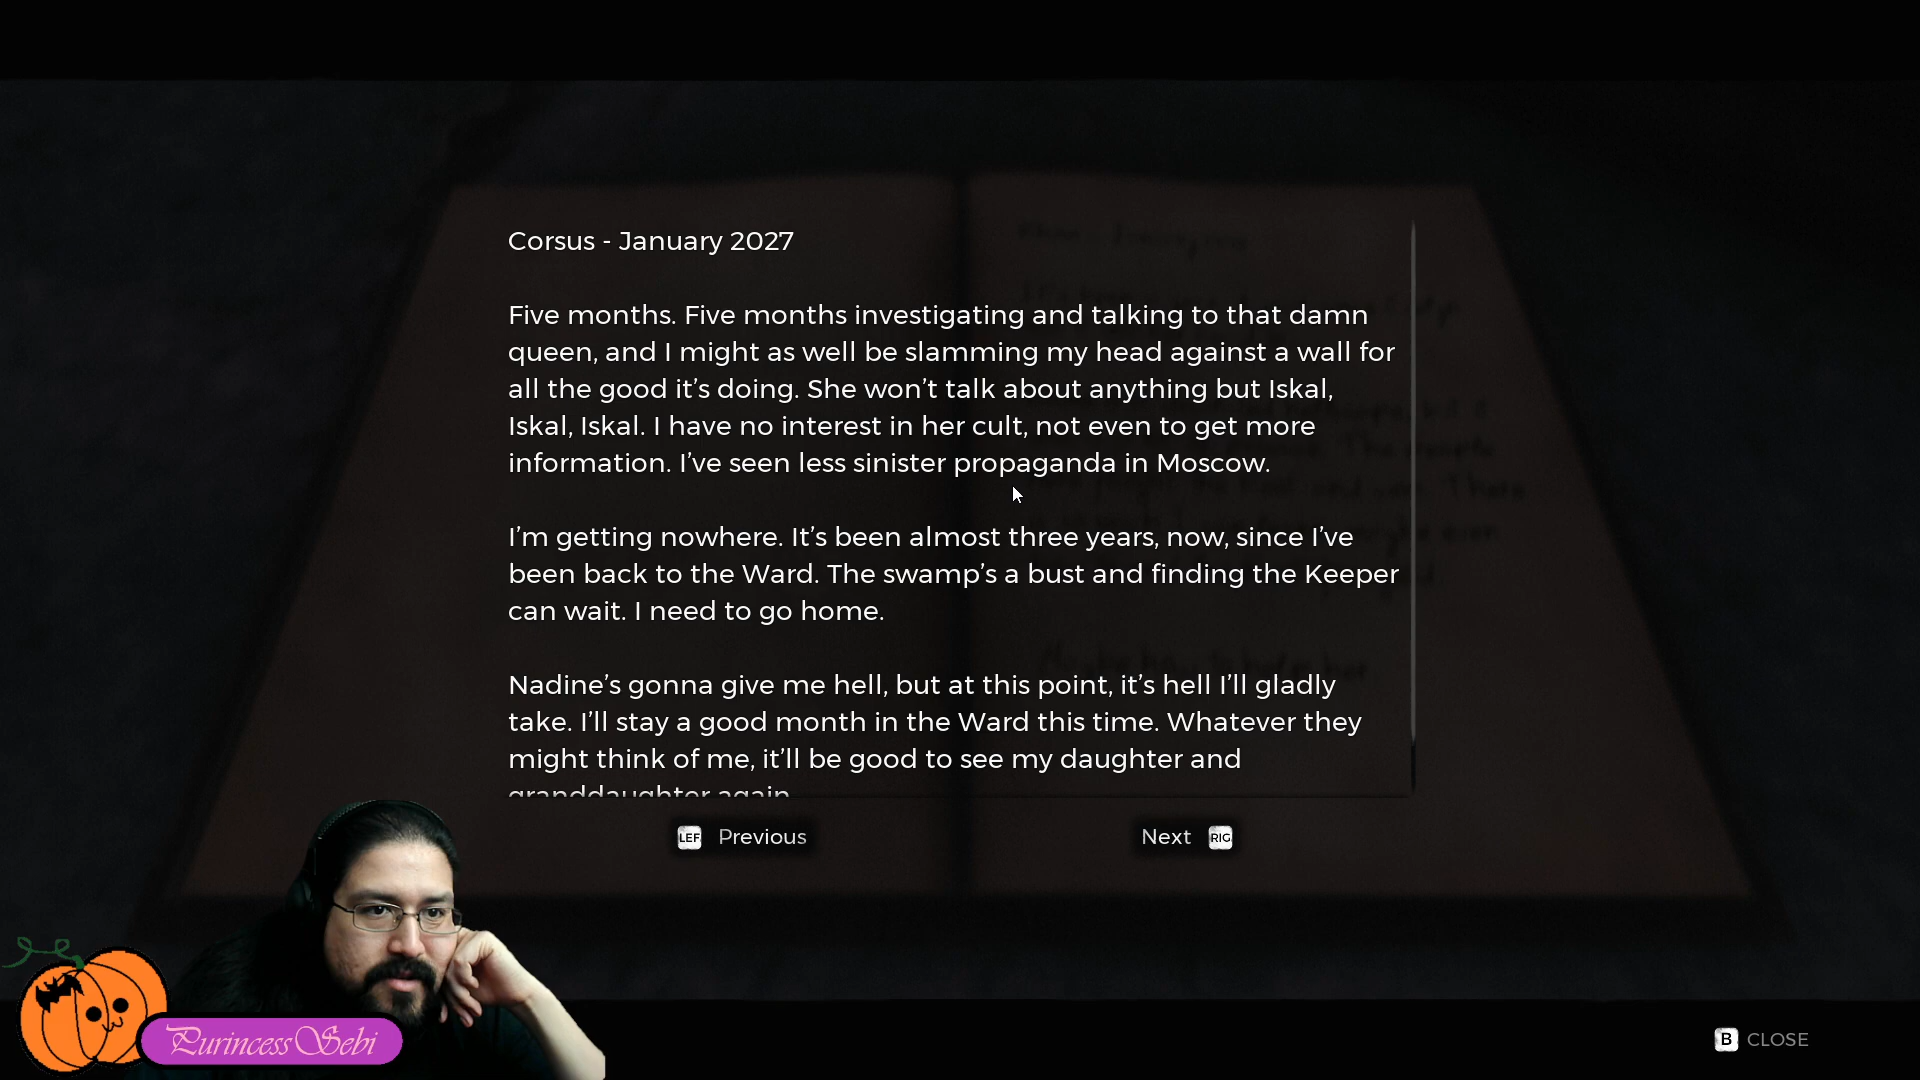 Corsus - January 2027
Five months. Five months investigating and talking to that damn
queen, and I might as well be slamming my head against a wall for
all the good it’s doing. She won’t talk about anything but Iskal,
Iskal, Iskal. I have no interest in her cult, not even to get more
information. I’ve seen less sinister propaganda in Moscow.
I’m getting nowhere. It’s been almost three years, now, since I’ve
been back to the Ward. The swamp’s a bust and finding the Keeper
can wait. I need to go home.
Nadine’s gonna give me hell, but at this point, it’s hell I’ll gladly
take. I’ll stay a good month in the Ward this time. Whatever they
might think of me, it’ll be good to see my daughter and
granddaughter again.
LEF Previous
Next RIG
PurincessSebi
B CLOSE